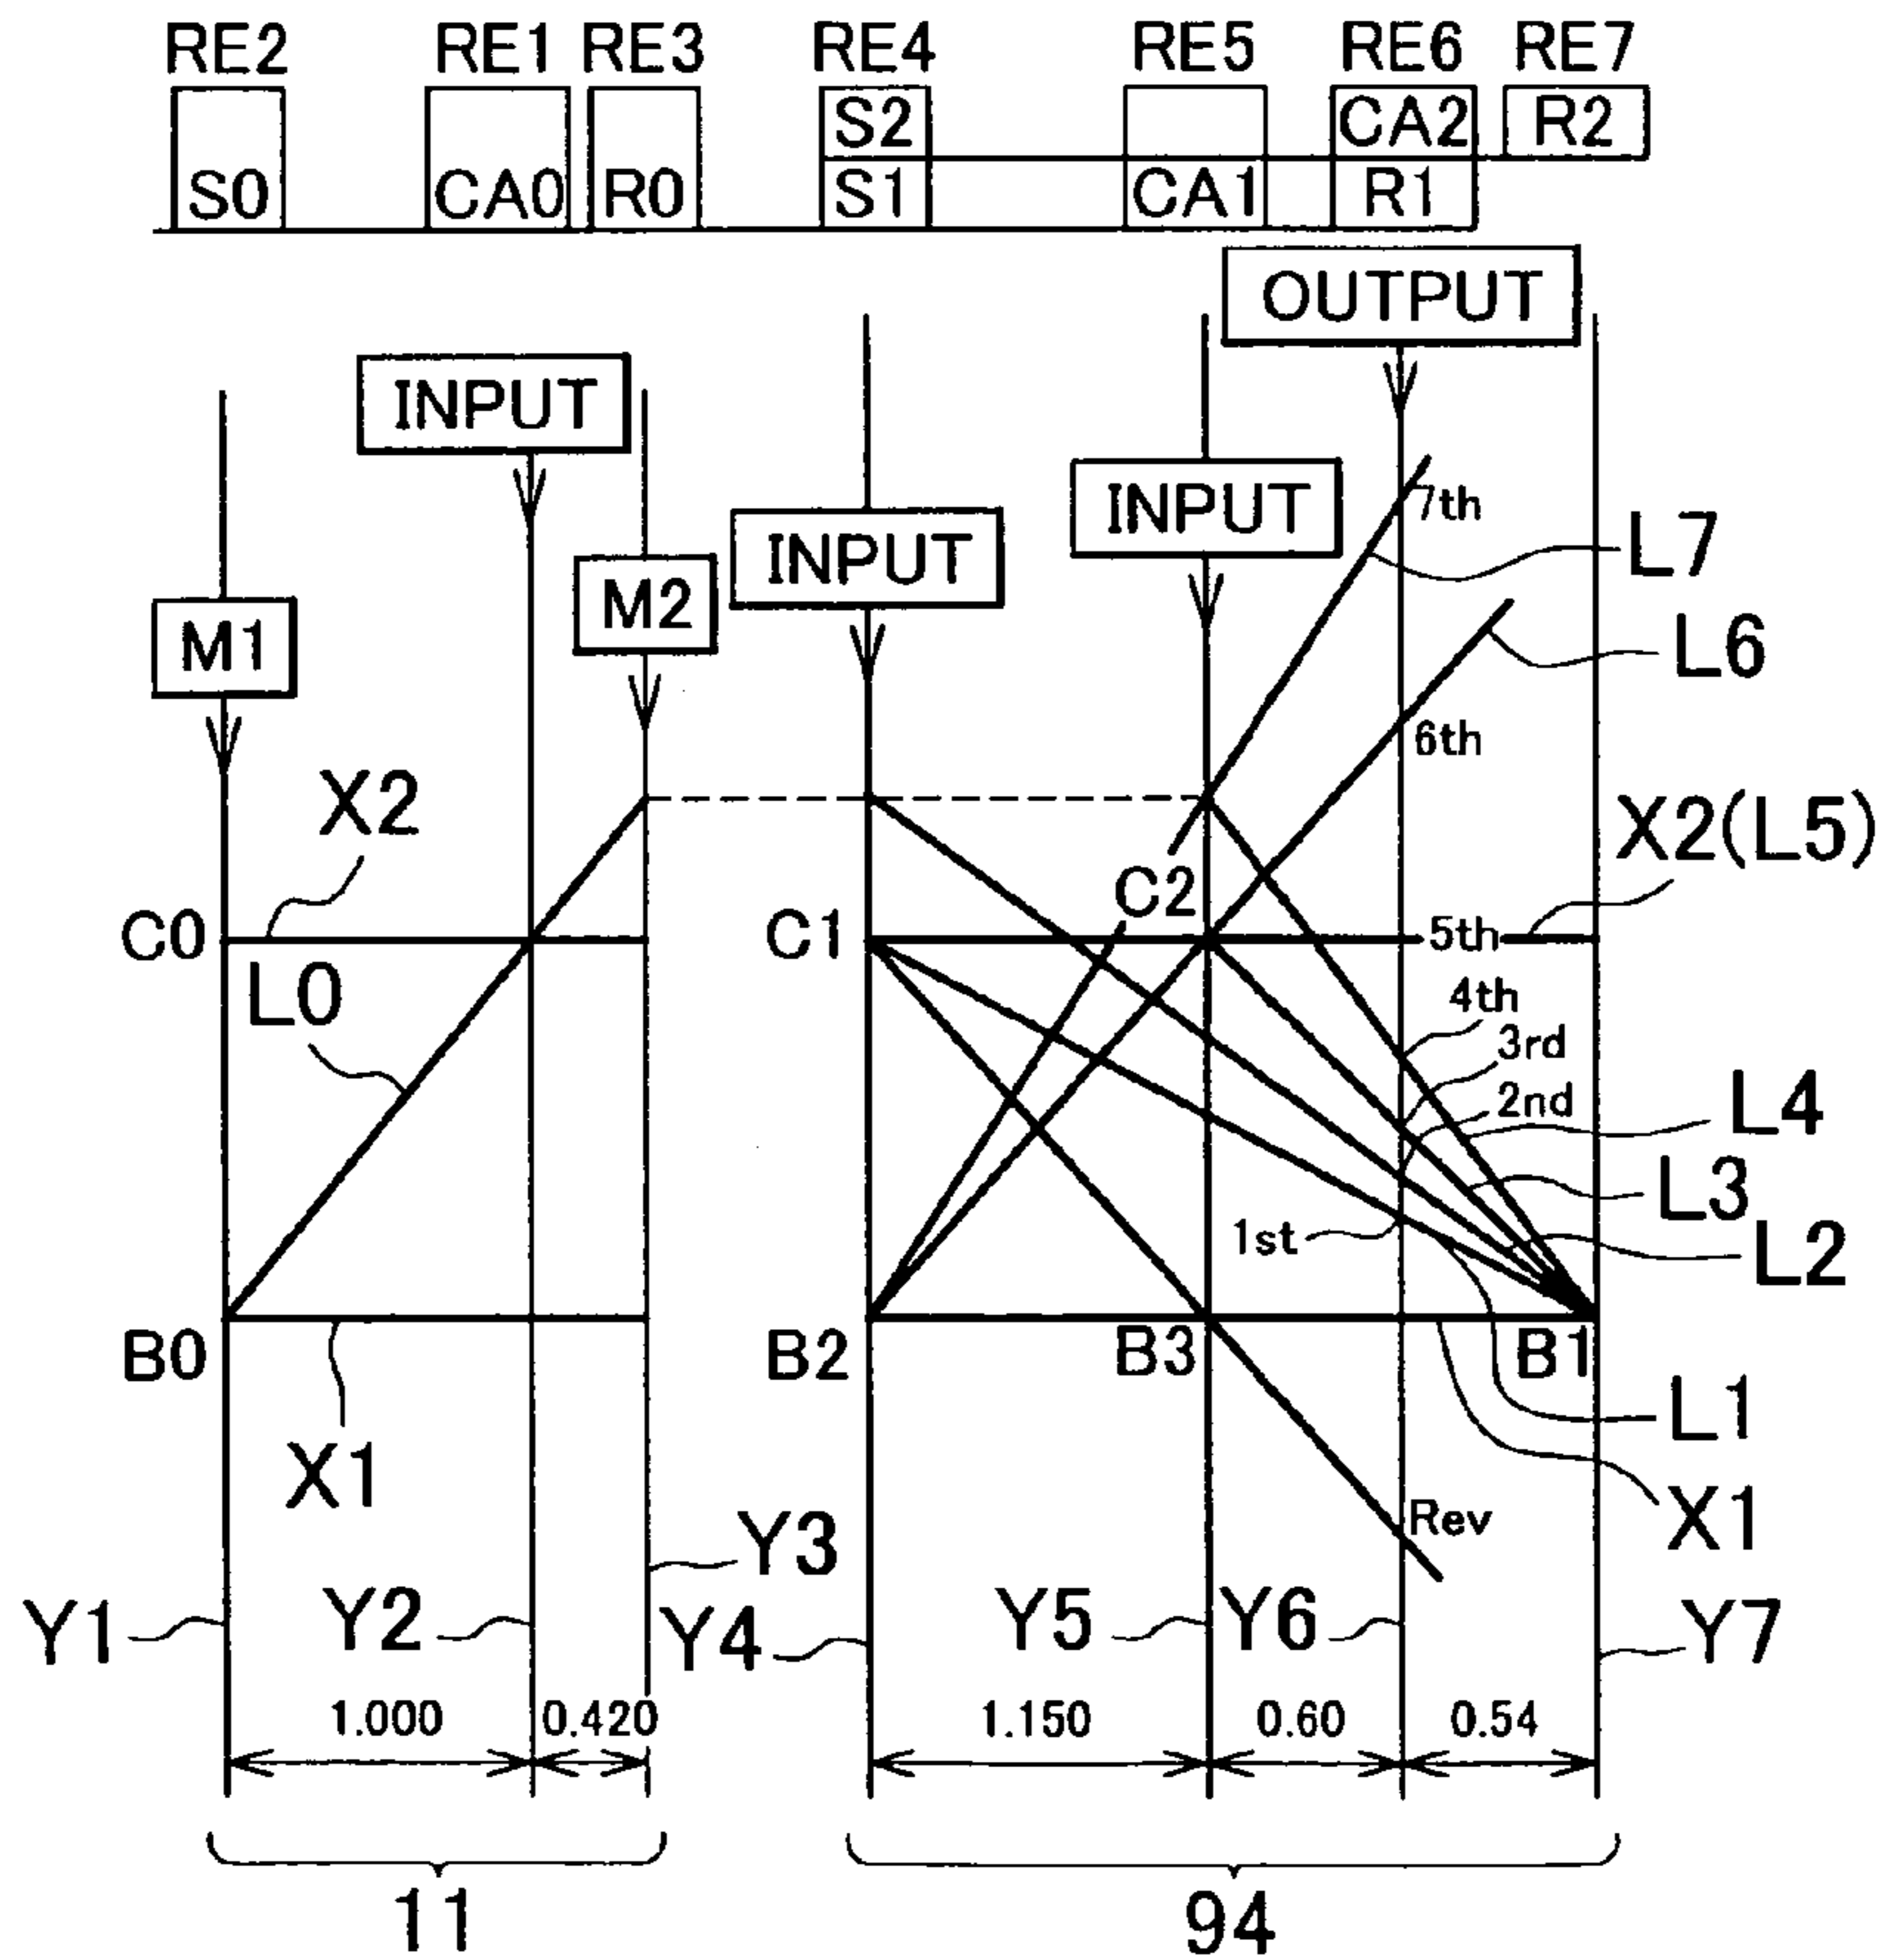 RE2 RE1 RE3 RE4 RE5 RE6 RE7
S2 CA2 R2
S0 CA0 R0 S1 CA1 R1
OUTPUT
INPUT
INPUT
7th
INPUT
L7
M2
M1
L6
6th
X2
X2(L5)
C2
C0 C1 5th
L0
4th
3rd
2nd
L4
L3
1st
L2
B0 B2 B3 B1
L1
X1
X1
Rev
Y3
Y1 Y2 Y4 Y5 Y6 Y7
1.000 0.420 1.150 0.60 0.54
11 94